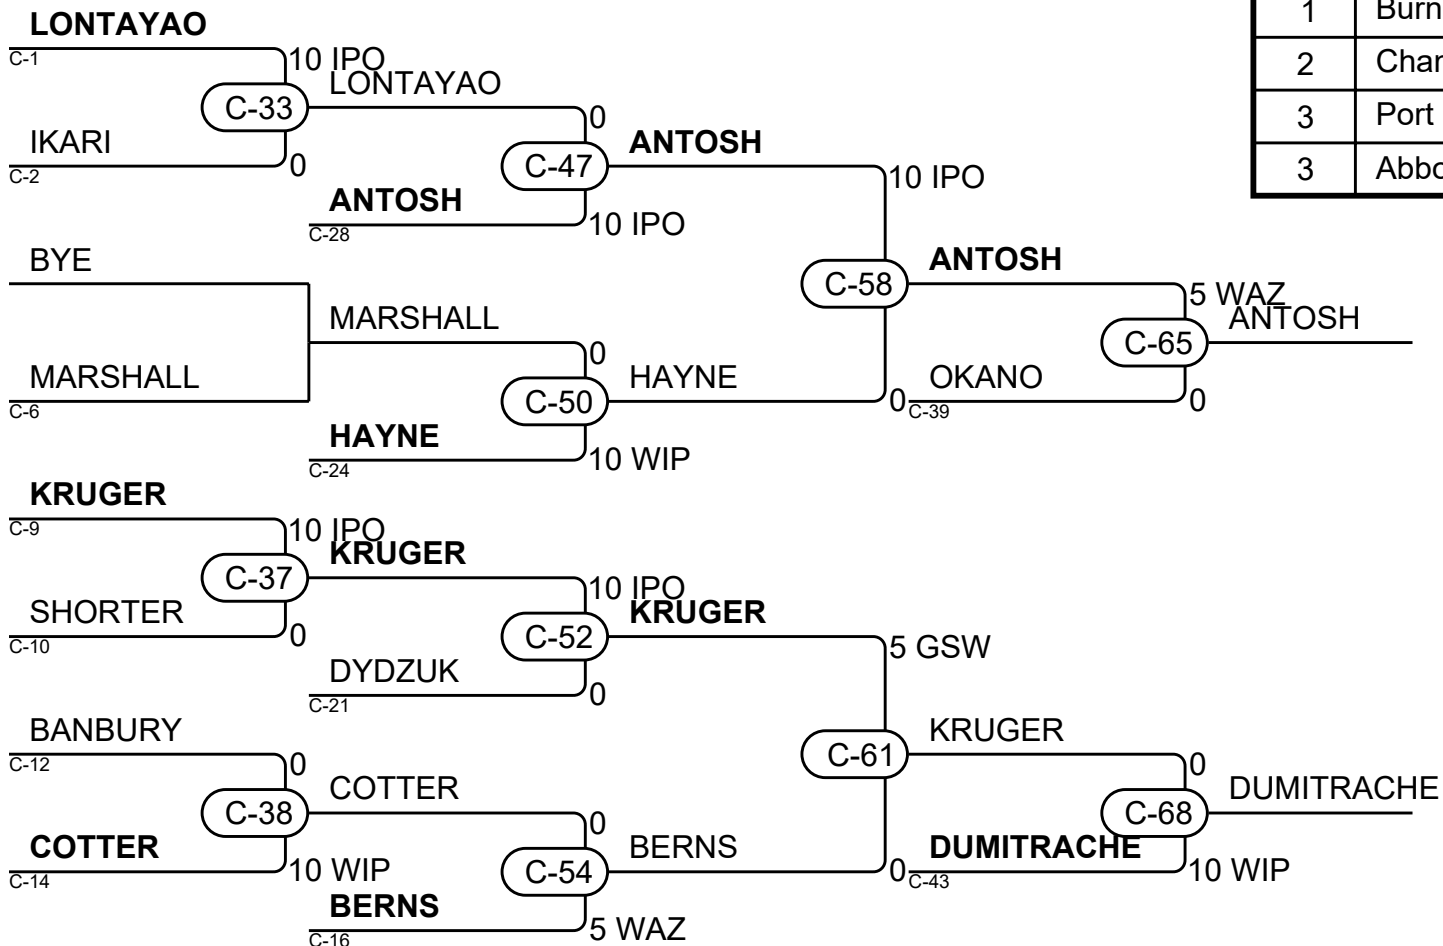 LONTAYAO
C-1
10 IPO
C-33
LONTAYAO
IKARI
C-2
0
0
C-47
ANTOSH
ANTOSH
C-28
10 IPO
10 IPO
BYE
MARSHALL
MARSHALL
C-6
0
C-50
HAYNE
HAYNE
C-24
10 WIP
C-58
ANTOSH
0
5 WAZ
OKANO
C-39
C-65
ANTOSH
0
KRUGER
C-9
10 IPO
C-37
KRUGER
SHORTER
C-10
0
10 IPO
C-52
KRUGER
DYDZUK
C-21
0
5 GSW
BANBURY
C-12
0
C-38
COTTER
COTTER
C-14
10 WIP
0
C-54
BERNS
BERNS
C-16
5 WAZ
C-61
KRUGER
0
0
DUMITRACHE
C-43
C-68
DUMITRACHE
10 WIP
1 Burn
2 Char
3 Port
3 Abbo